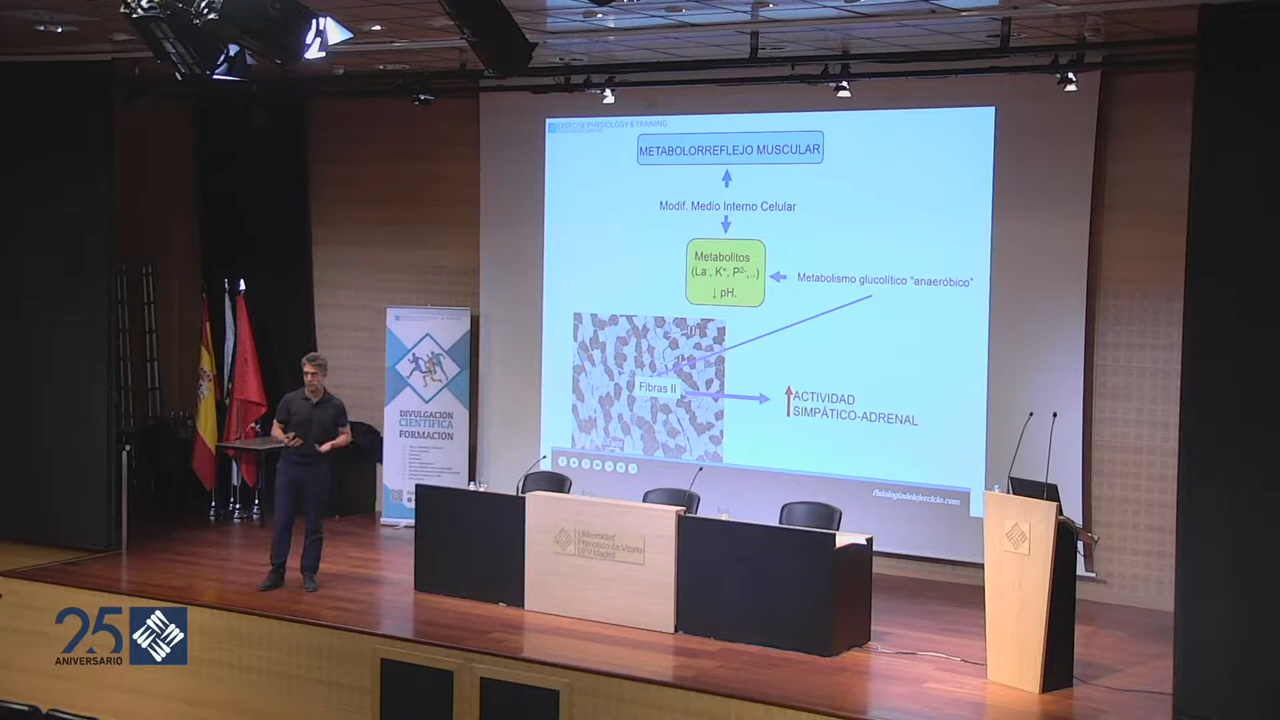 EXERCISE PHYSIOLOGY & TRAINING
METABOLORREFLEJO MUSCULAR
Modif. Medio Interno Celular
Metabolitos
(La-, K+, P2-,..)
↓ pH.
Metabolismo glucolítico "anaeróbico"
Fibras II
ACTIVIDAD
SIMPÁTICO-ADRENAL
fisiologiadelejercicio.com
DIVULGACION
CIENTIFICA
FORMACION
Universidad
Francisco de Vitoria
UFV Madrid
25
ANIVERSARIO